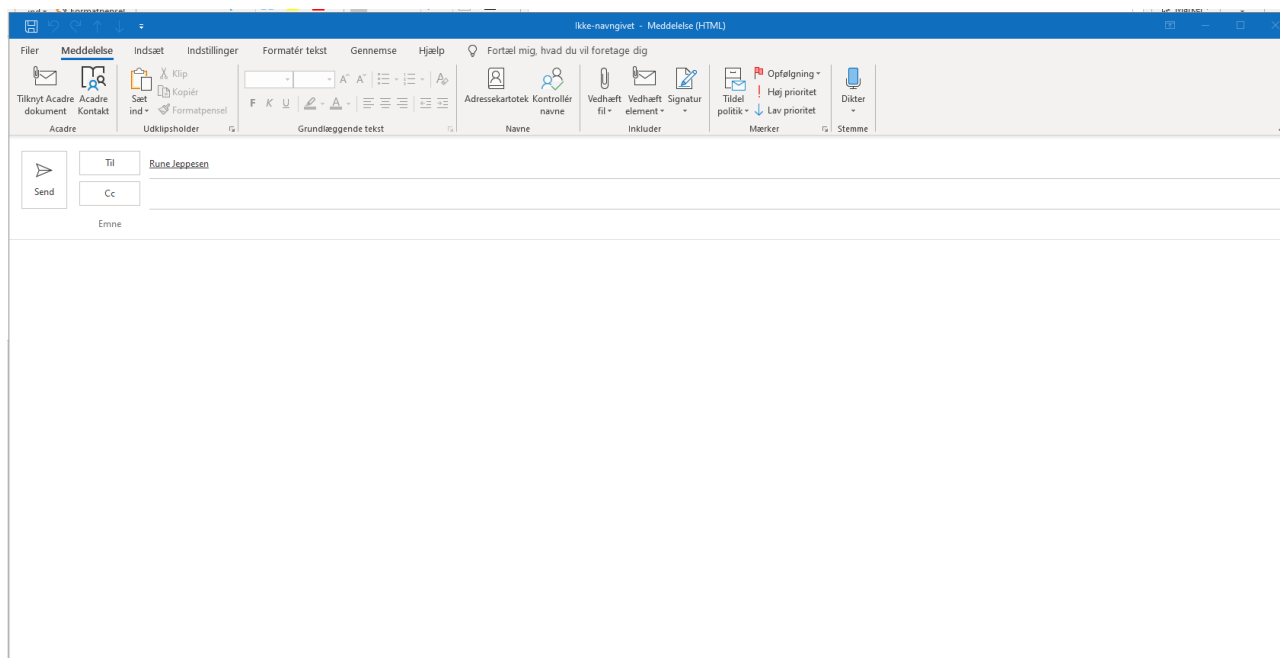 Ikke-navngivet - Meddelelse (HTML)
Filer Meddelelse Indsæt Indstillinger Formatér tekst Gennemse Hjælp Fortæl mig, hvad du vil foretage dig
Tilknyt Acadre dokument
Acadre Kontakt
Acadre
Sæt ind
Klip
Kopiér
Formatpensel
Udklipsholder
F K U A A A A
Grundlæggende tekst
Adressekartotek
Kontrollér navne
Navne
Vedhæft fil
Vedhæft element
Signatur
Inkluder
Tildel politik
Opfølgning
Høj prioritet
Lav prioritet
Mærker
Dikter
Stemme
Send
Til Rune Jeppesen
Cc
Emne